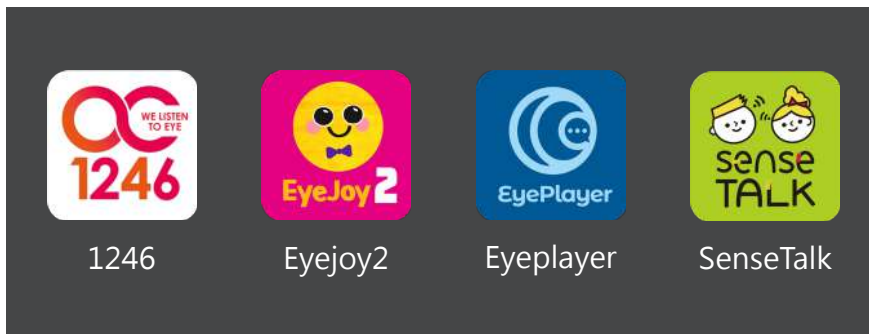 WE LISTEN
TO EYE
1246
EyeJoy 2
EyePlayer
sense
TALK
1246
Eyejoy2
Eyeplayer
SenseTalk